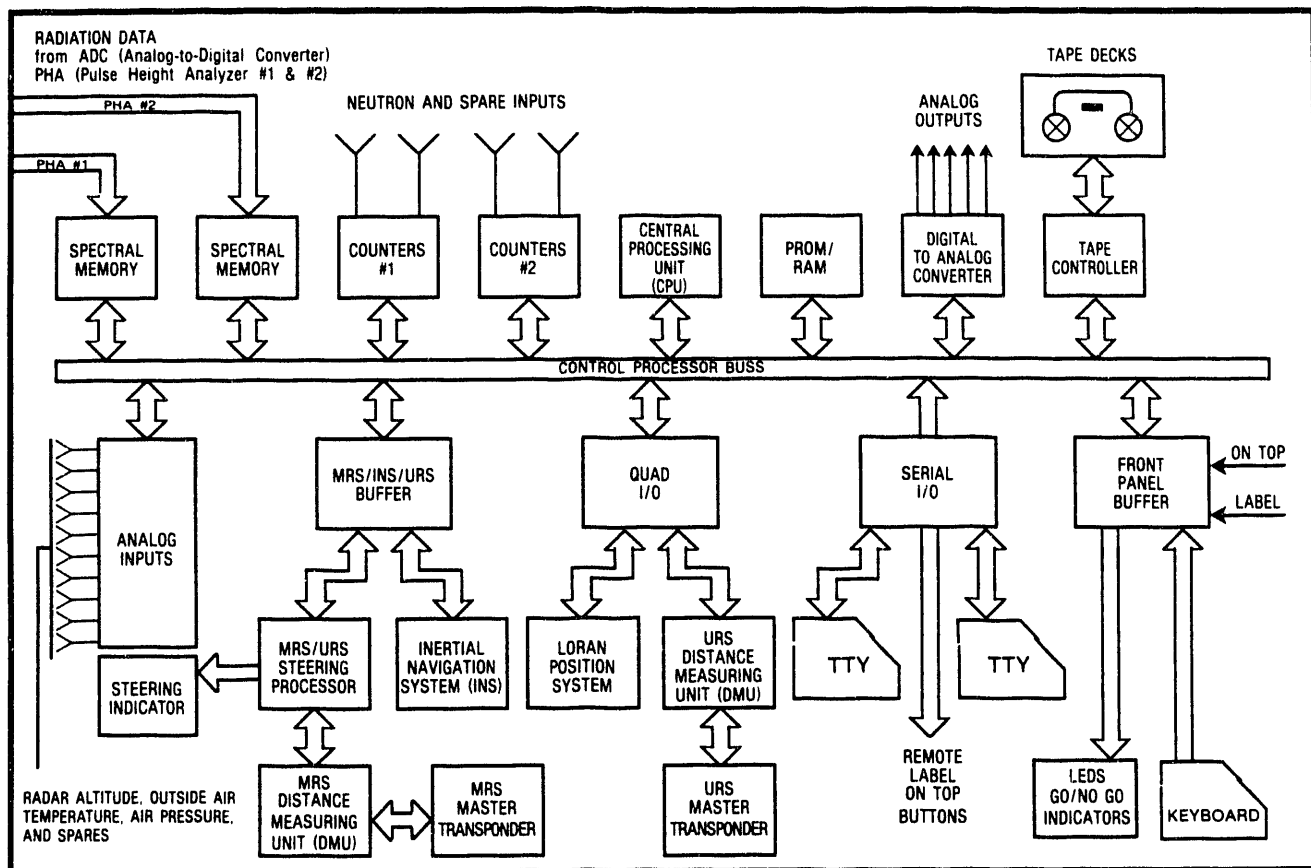 RADIATION DATA
from ADC (Analog-to-Digital Converter)
PHA (Pulse Height Analyzer #1 & #2)
PHA #2
PHA #1
NEUTRON AND SPARE INPUTS
ANALOG
OUTPUTS
TAPE DECKS
SPECTRAL
MEMORY
SPECTRAL
MEMORY
COUNTERS
#1
COUNTERS
#2
CENTRAL
PROCESSING
UNIT
(CPU)
PROM/
RAM
DIGITAL
TO ANALOG
CONVERTER
TAPE
CONTROLLER
CONTROL PROCESSOR BUSS
ANALOG
INPUTS
MRS/INS/URS
BUFFER
QUAD
I/O
SERIAL
I/O
FRONT
PANEL
BUFFER
ON TOP
LABEL
STEERING
INDICATOR
MRS/URS
STEERING
PROCESSOR
INERTIAL
NAVIGATION
SYSTEM (INS)
LORAN
POSITION
SYSTEM
URS
DISTANCE
MEASURING
UNIT (DMU)
TTY
TTY
RADAR ALTITUDE, OUTSIDE AIR
TEMPERATURE, AIR PRESSURE,
AND SPARES
MRS
DISTANCE
MEASURING
UNIT (DMU)
MRS
MASTER
TRANSPONDER
URS
MASTER
TRANSPONDER
REMOTE
LABEL
ON TOP
BUTTONS
LEDS
GO/NO GO
INDICATORS
KEYBOARD